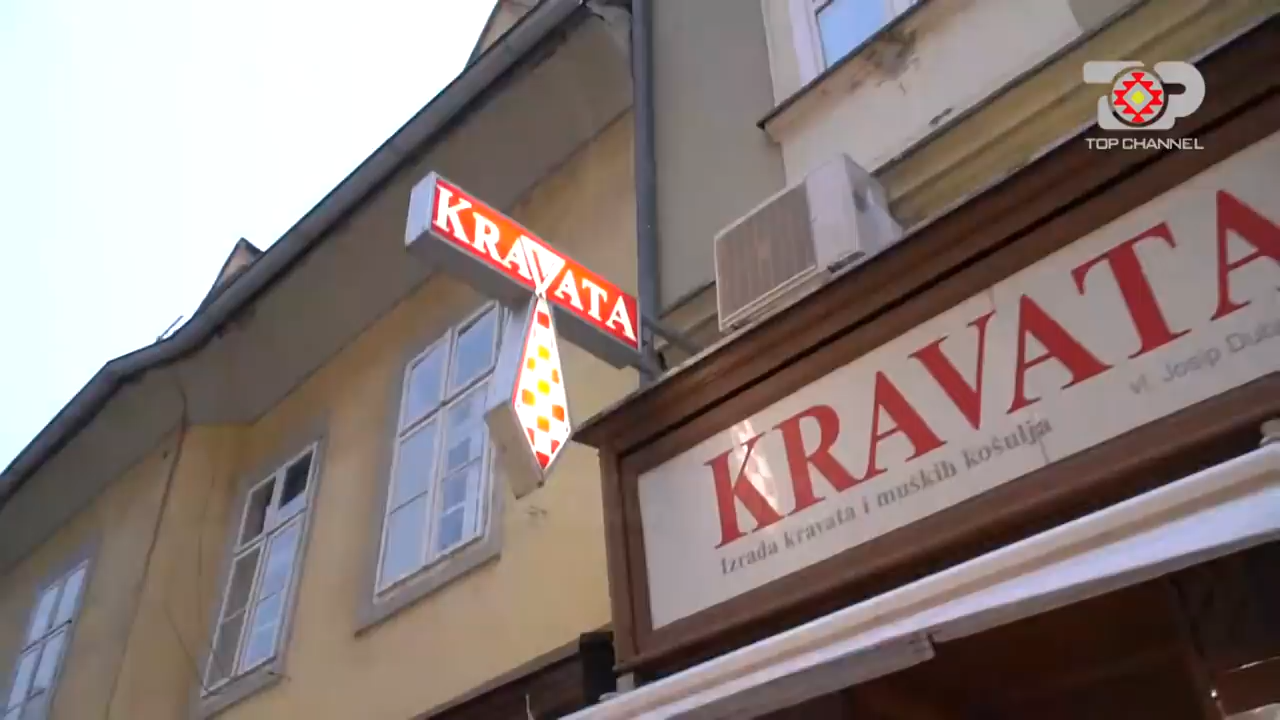 TOP CHANNEL
KRAVATA
KRAVATA
Izrada kravata i muških košulja
vl. Josip